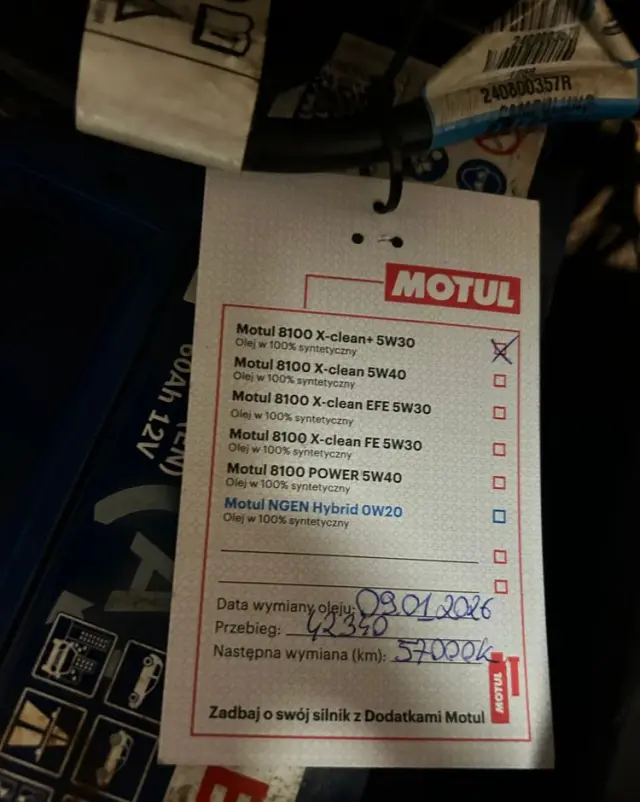 240800357R
MOTUL
Motul 8100 X-clean+ 5W30
Olej w 100% syntetyczny
Motul 8100 X-clean 5W40
Olej w 100% syntetyczny
Motul 8100 X-clean EFE 5W30
Olej w 100% syntetyczny
Motul 8100 X-clean FE 5W30
Olej w 100% syntetyczny
Motul 8100 POWER 5W40
Olej w 100% syntetyczny
Motul NGEN Hybrid 0W20
Olej w 100% syntetyczny
Data wymiany oleju: 09.01.2026
Przebieg: 42340
Następna wymiana (km): 57000k
MOTUL
Zadbaj o swój silnik z Dodatkami Motul
(EN)
60Ah 12V